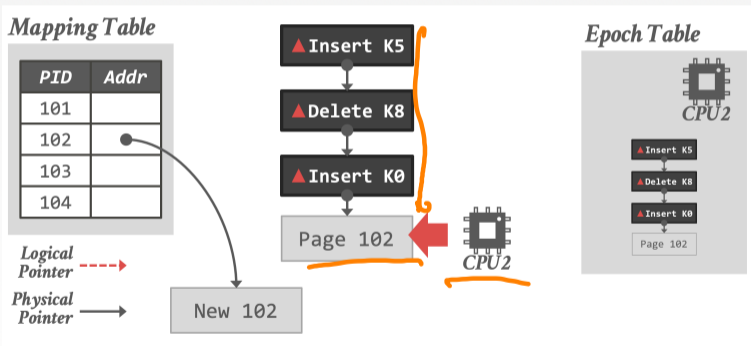 Mapping Table
PID Addr
101
102
103
104
Logical
Pointer
Physical
Pointer
▲Insert K5
▲Delete K8
▲Insert K0
Page 102
CPU2
New 102
Epoch Table
CPU2
▲Insert K5
▲Delete K8
▲Insert K0
Page 102